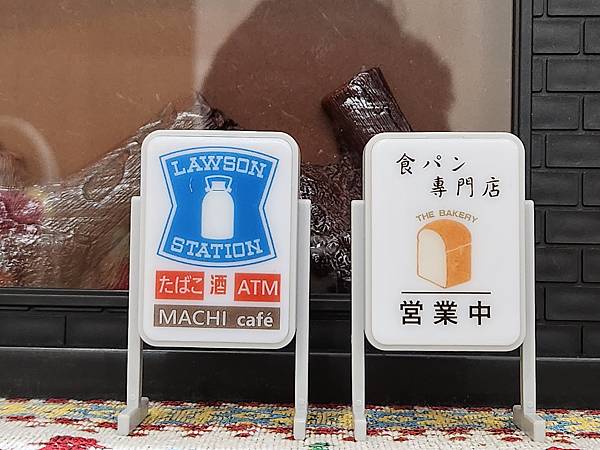 LAWSON
STATION
たばこ 酒 ATM
MACHI café
食パン
専門店
THE BAKERY
営業中